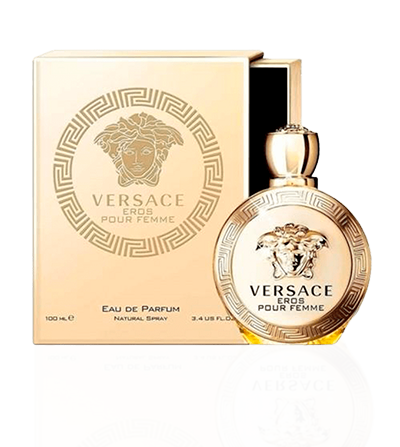 VERSACE
EROS
POUR FEMME
EAU DE PARFUM
100 ML ℮ NATURAL SPRAY 3.4 US FL.O
VERSACE
EROS
POUR FEMME